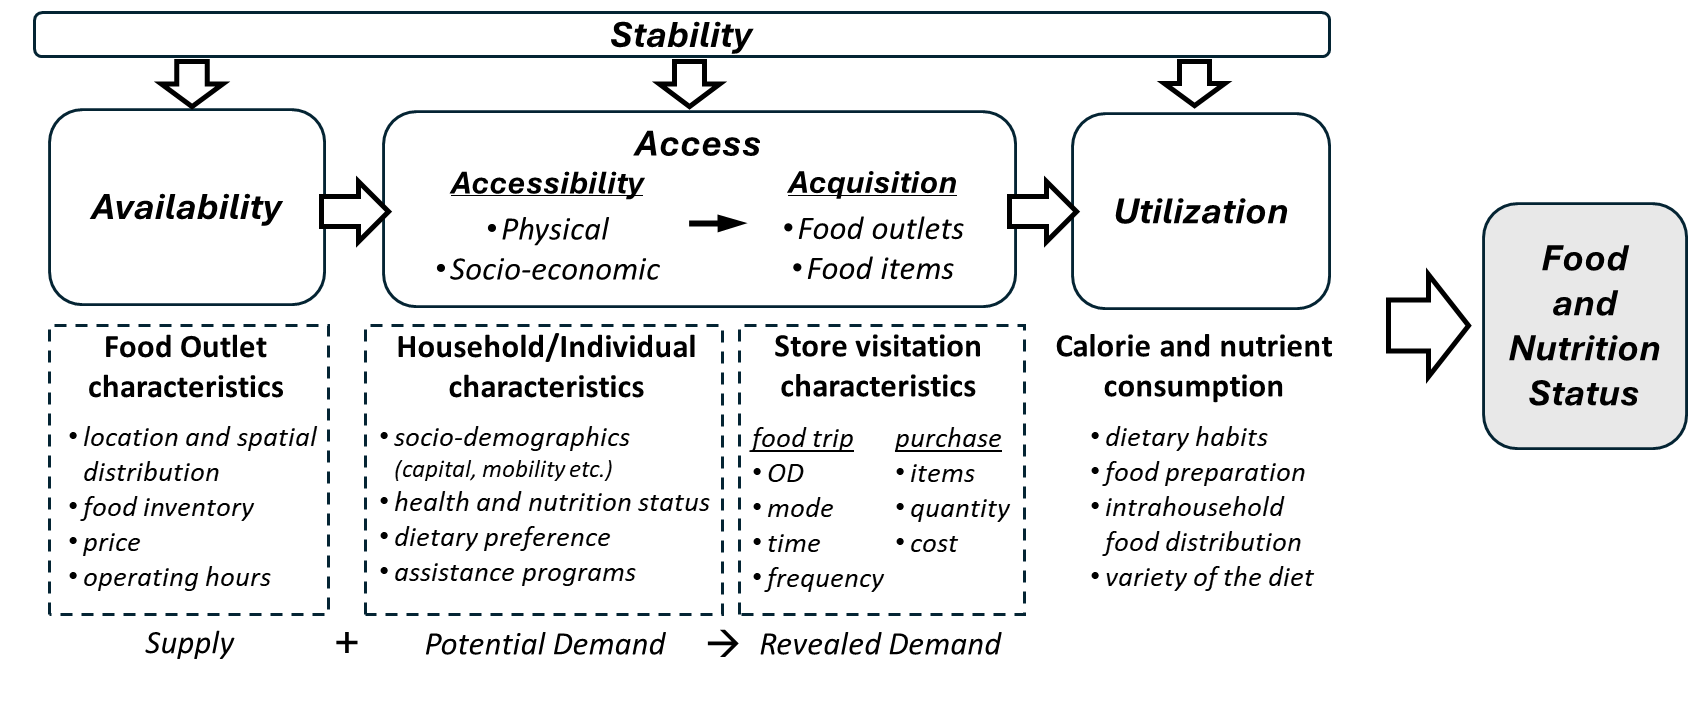 Stability
Availability
Access
Accessibility
• Physical
• Socio-economic
Acquisition
• Food outlets
• Food items
Utilization
Food
and
Nutrition
Status
Food Outlet
characteristics
• location and spatial
distribution
• food inventory
• price
• operating hours
Household/Individual
characteristics
• socio-demographics
(capital, mobility etc.)
• health and nutrition status
• dietary preference
• assistance programs
Store visitation
characteristics
food trip
• OD
• mode
• time
• frequency
purchase
• items
• quantity
• cost
Calorie and nutrient
consumption
• dietary habits
• food preparation
• intrahousehold
food distribution
• variety of the diet
Supply + Potential Demand → Revealed Demand